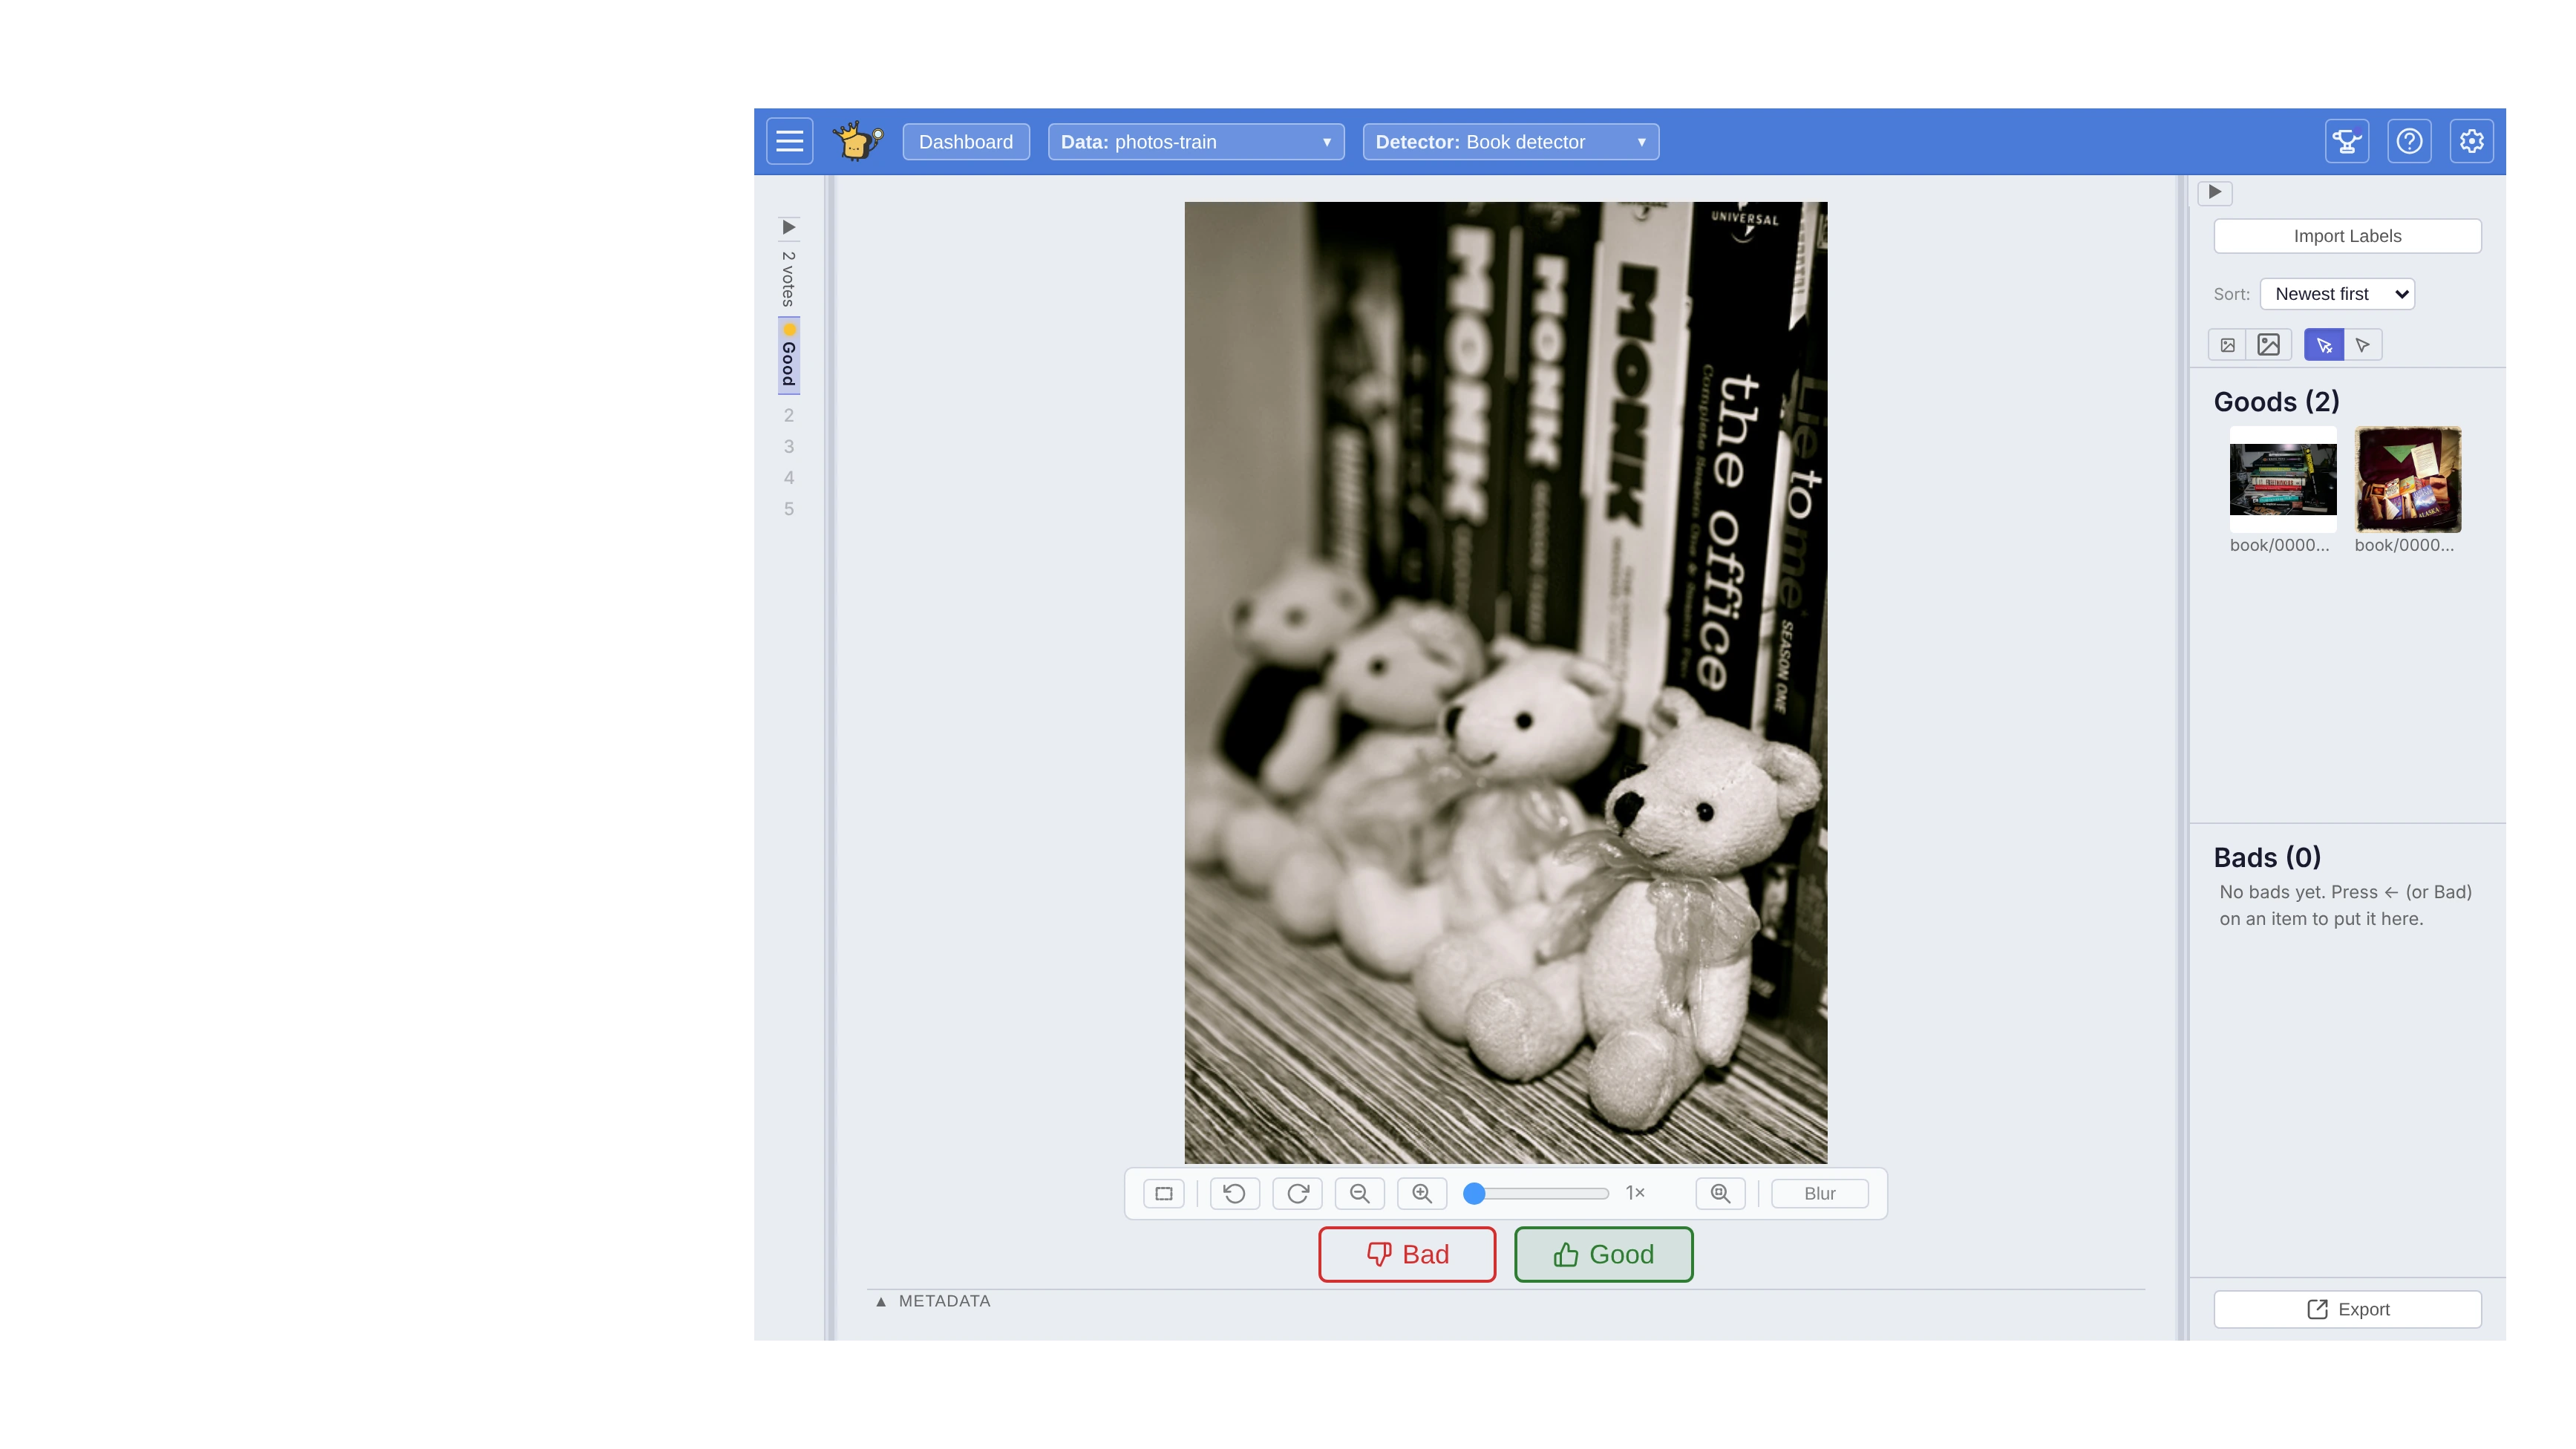 Dashboard
Data: photos-train
Detector: Book detector
2 votes
Good
2
3
4
5
UNIVERSAL
MONK
MONK
MONK
the office
Lie to me
SEASON ONE
1×
Blur
Bad
Good
METADATA
Import Labels
Sort: Newest first
Goods (2)
ALASKA
book/0000...
book/0000...
Bads (0)
No bads yet. Press ← (or Bad)
on an item to put it here.
Export